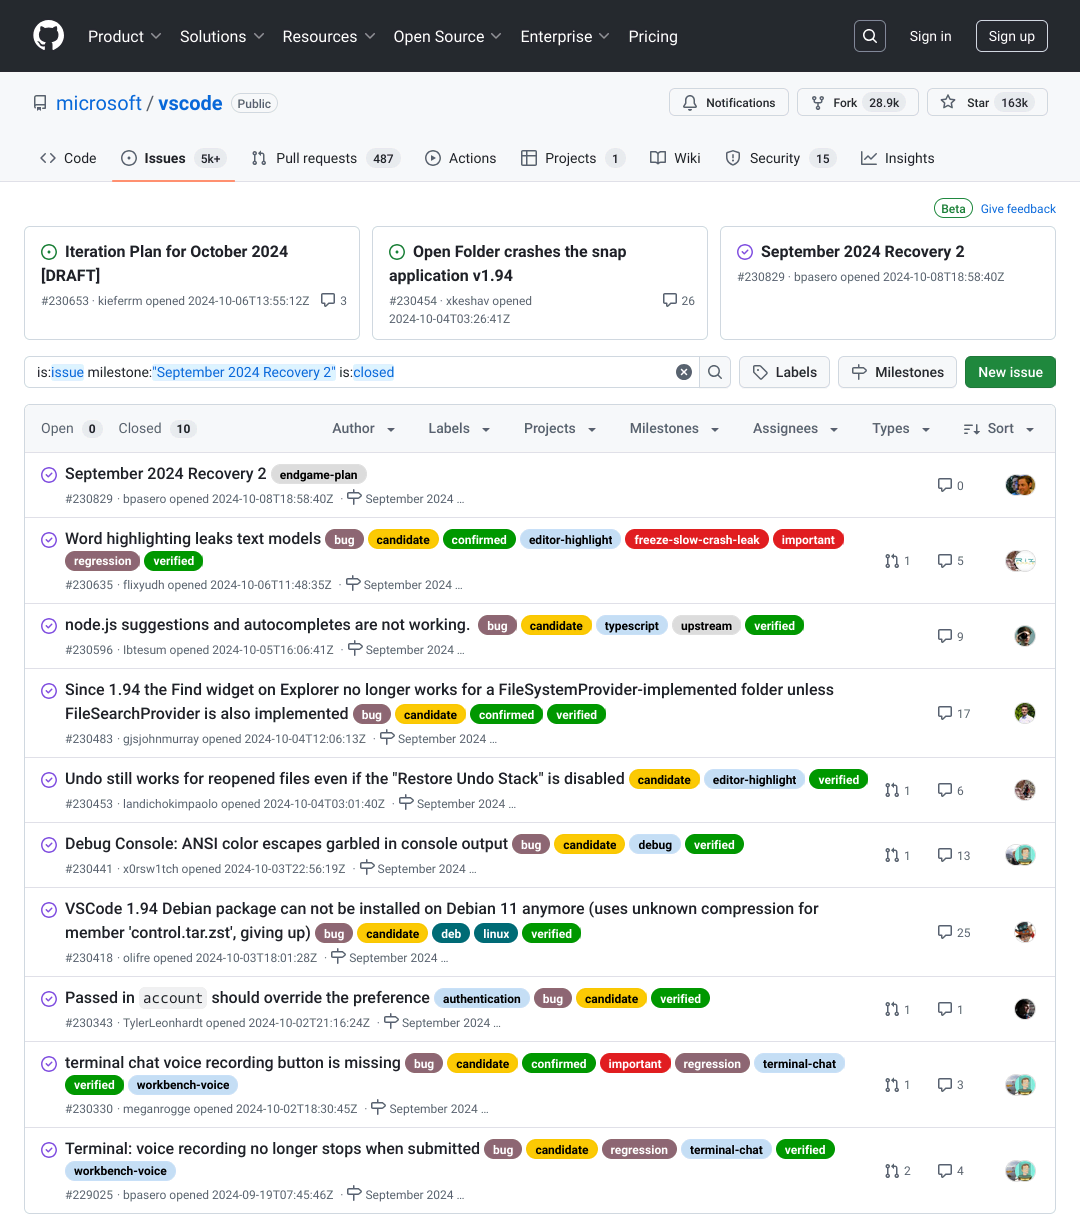 Product Solutions Resources Open Source Enterprise Pricing Sign in Sign up
microsoft / vscode Public Notifications Fork 28.9k Star 163k
Code Issues 5k+ Pull requests 487 Actions Projects 1 Wiki Security 15 Insights
Beta Give feedback
Iteration Plan for October 2024
[DRAFT]
#230653 · kieferrm opened 2024-10-06T13:55:12Z 3
Open Folder crashes the snap
application v1.94
#230454 · xkeshav opened
2024-10-04T03:26:41Z
26
September 2024 Recovery 2
#230829 · bpasero opened 2024-10-08T18:58:40Z
is:issue milestone:"September 2024 Recovery 2" is:closed Labels Milestones New issue
Open 0 Closed 10 Author Labels Projects Milestones Assignees Types Sort
September 2024 Recovery 2 endgame-plan
#230829 · bpasero opened 2024-10-08T18:58:40Z · September 2024 ...
0
Word highlighting leaks text models bug candidate confirmed editor-highlight freeze-slow-crash-leak important
regression verified
#230635 · flixyudh opened 2024-10-06T11:48:35Z · September 2024 ...
1 5
node.js suggestions and autocompletes are not working. bug candidate typescript upstream verified
#230596 · lbtesum opened 2024-10-05T16:06:41Z · September 2024 ...
9
Since 1.94 the Find widget on Explorer no longer works for a FileSystemProvider-implemented folder unless
FileSearchProvider is also implemented bug candidate confirmed verified
#230483 · gjsjohnmurray opened 2024-10-04T12:06:13Z · September 2024 ...
17
Undo still works for reopened files even if the "Restore Undo Stack" is disabled candidate editor-highlight verified
#230453 · landichokimpaolo opened 2024-10-04T03:01:40Z · September 2024 ...
1 6
Debug Console: ANSI color escapes garbled in console output bug candidate debug verified
#230441 · x0rsw1tch opened 2024-10-03T22:56:19Z · September 2024 ...
1 13
VSCode 1.94 Debian package can not be installed on Debian 11 anymore (uses unknown compression for
member 'control.tar.zst', giving up) bug candidate deb linux verified
#230418 · olifre opened 2024-10-03T18:01:28Z · September 2024 ...
25
Passed in account should override the preference authentication bug candidate verified
#230343 · TylerLeonhardt opened 2024-10-02T21:16:24Z · September 2024 ...
1 1
terminal chat voice recording button is missing bug candidate confirmed important regression terminal-chat
verified workbench-voice
#230330 · meganrogge opened 2024-10-02T18:30:45Z · September 2024 ...
1 3
Terminal: voice recording no longer stops when submitted bug candidate regression terminal-chat verified
workbench-voice
#229025 · bpasero opened 2024-09-19T07:45:46Z · September 2024 ...
2 4